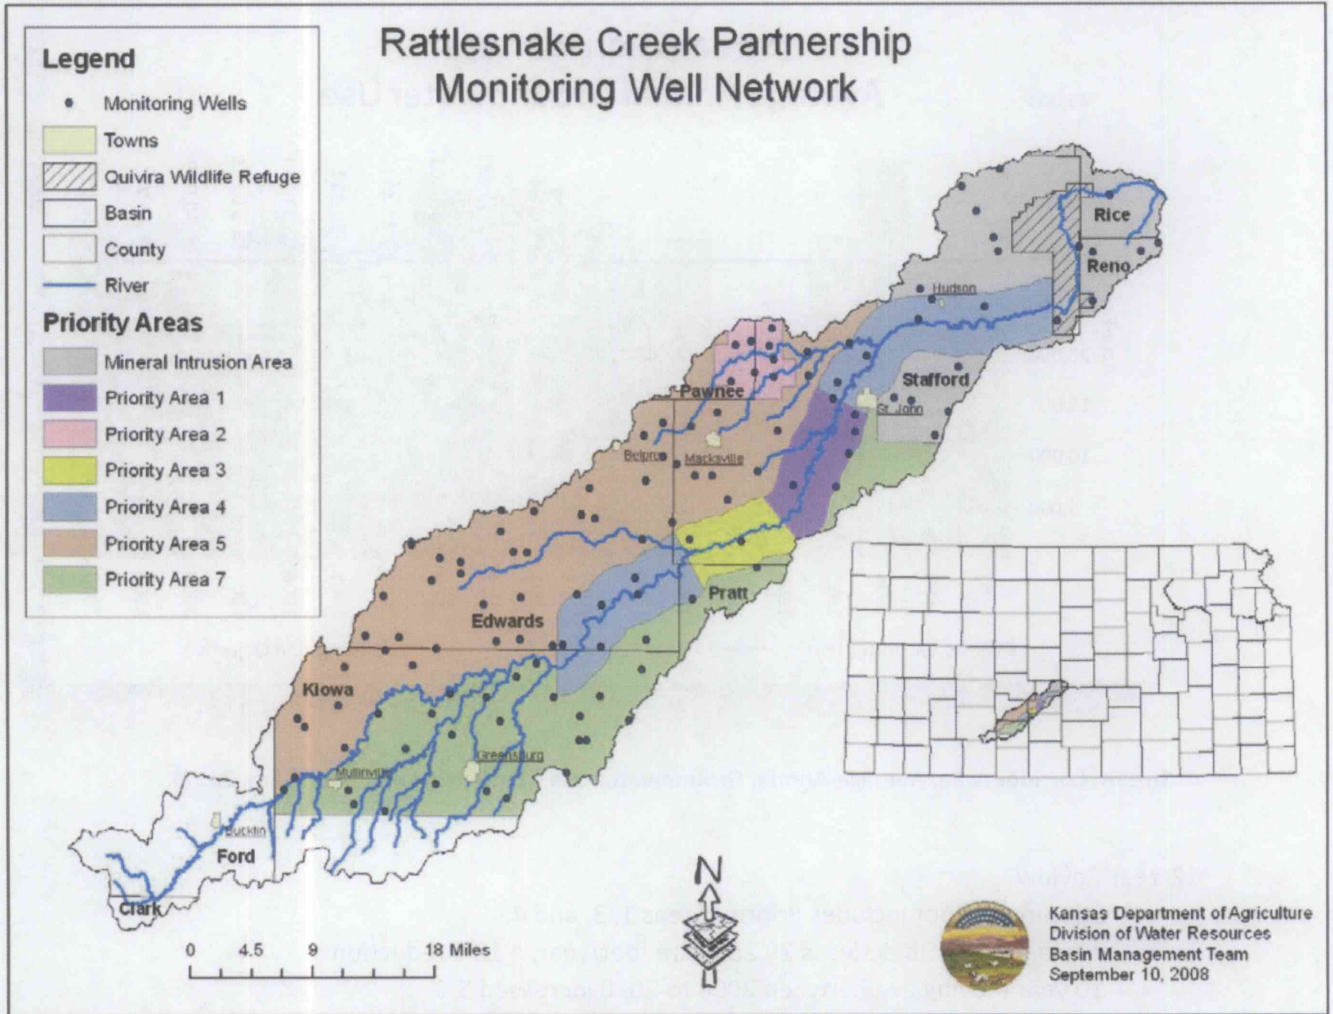 Rattlesnake Creek Partnership
Monitoring Well Network
Legend
Monitoring Wells
Towns
Quivira Wildlife Refuge
Basin
County
River
Priority Areas
Mineral Intrusion Area
Priority Area 1
Priority Area 2
Priority Area 3
Priority Area 4
Priority Area 5
Priority Area 7
Rice
Reno
Hudson
Stafford
Pawnee
St. John
Belpre
Macksville
Pratt
Edwards
Kiowa
Greensburg
Mullinville
Bucklin
Ford
Clark
N
0 4.5 9 18 Miles
Kansas Department of Agriculture
Division of Water Resources
Basin Management Team
September 10, 2008